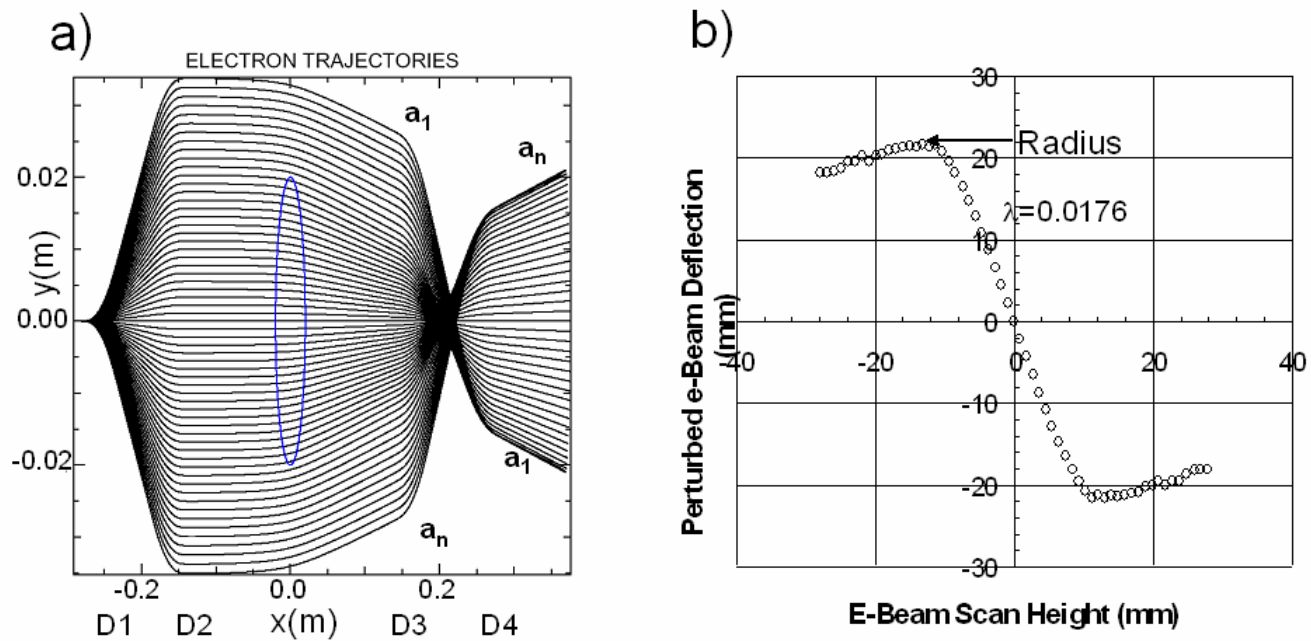 a)
ELECTRON TRAJECTORIES
y(m)
0.02
0.00
-0.02
a1
an
a1
an
-0.2
0.0
0.2
D1
D2
x(m)
D3
D4
b)
Perturbed e-Beam Deflection
(mm)
30
20
10
0
-10
-20
-30
-40
-20
0
20
40
Radius
λ=0.0176
E-Beam Scan Height (mm)